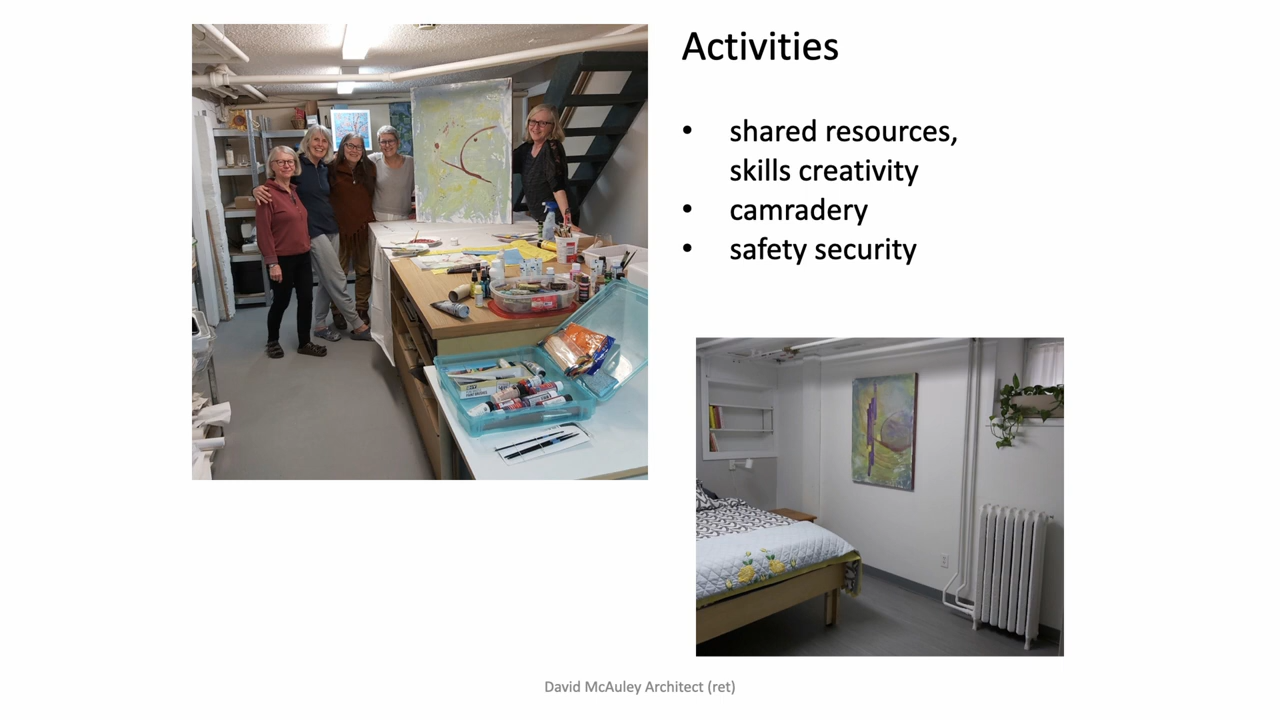 Activities
• shared resources,
skills creativity
• camradery
• safety security
David McAuley Architect (ret)